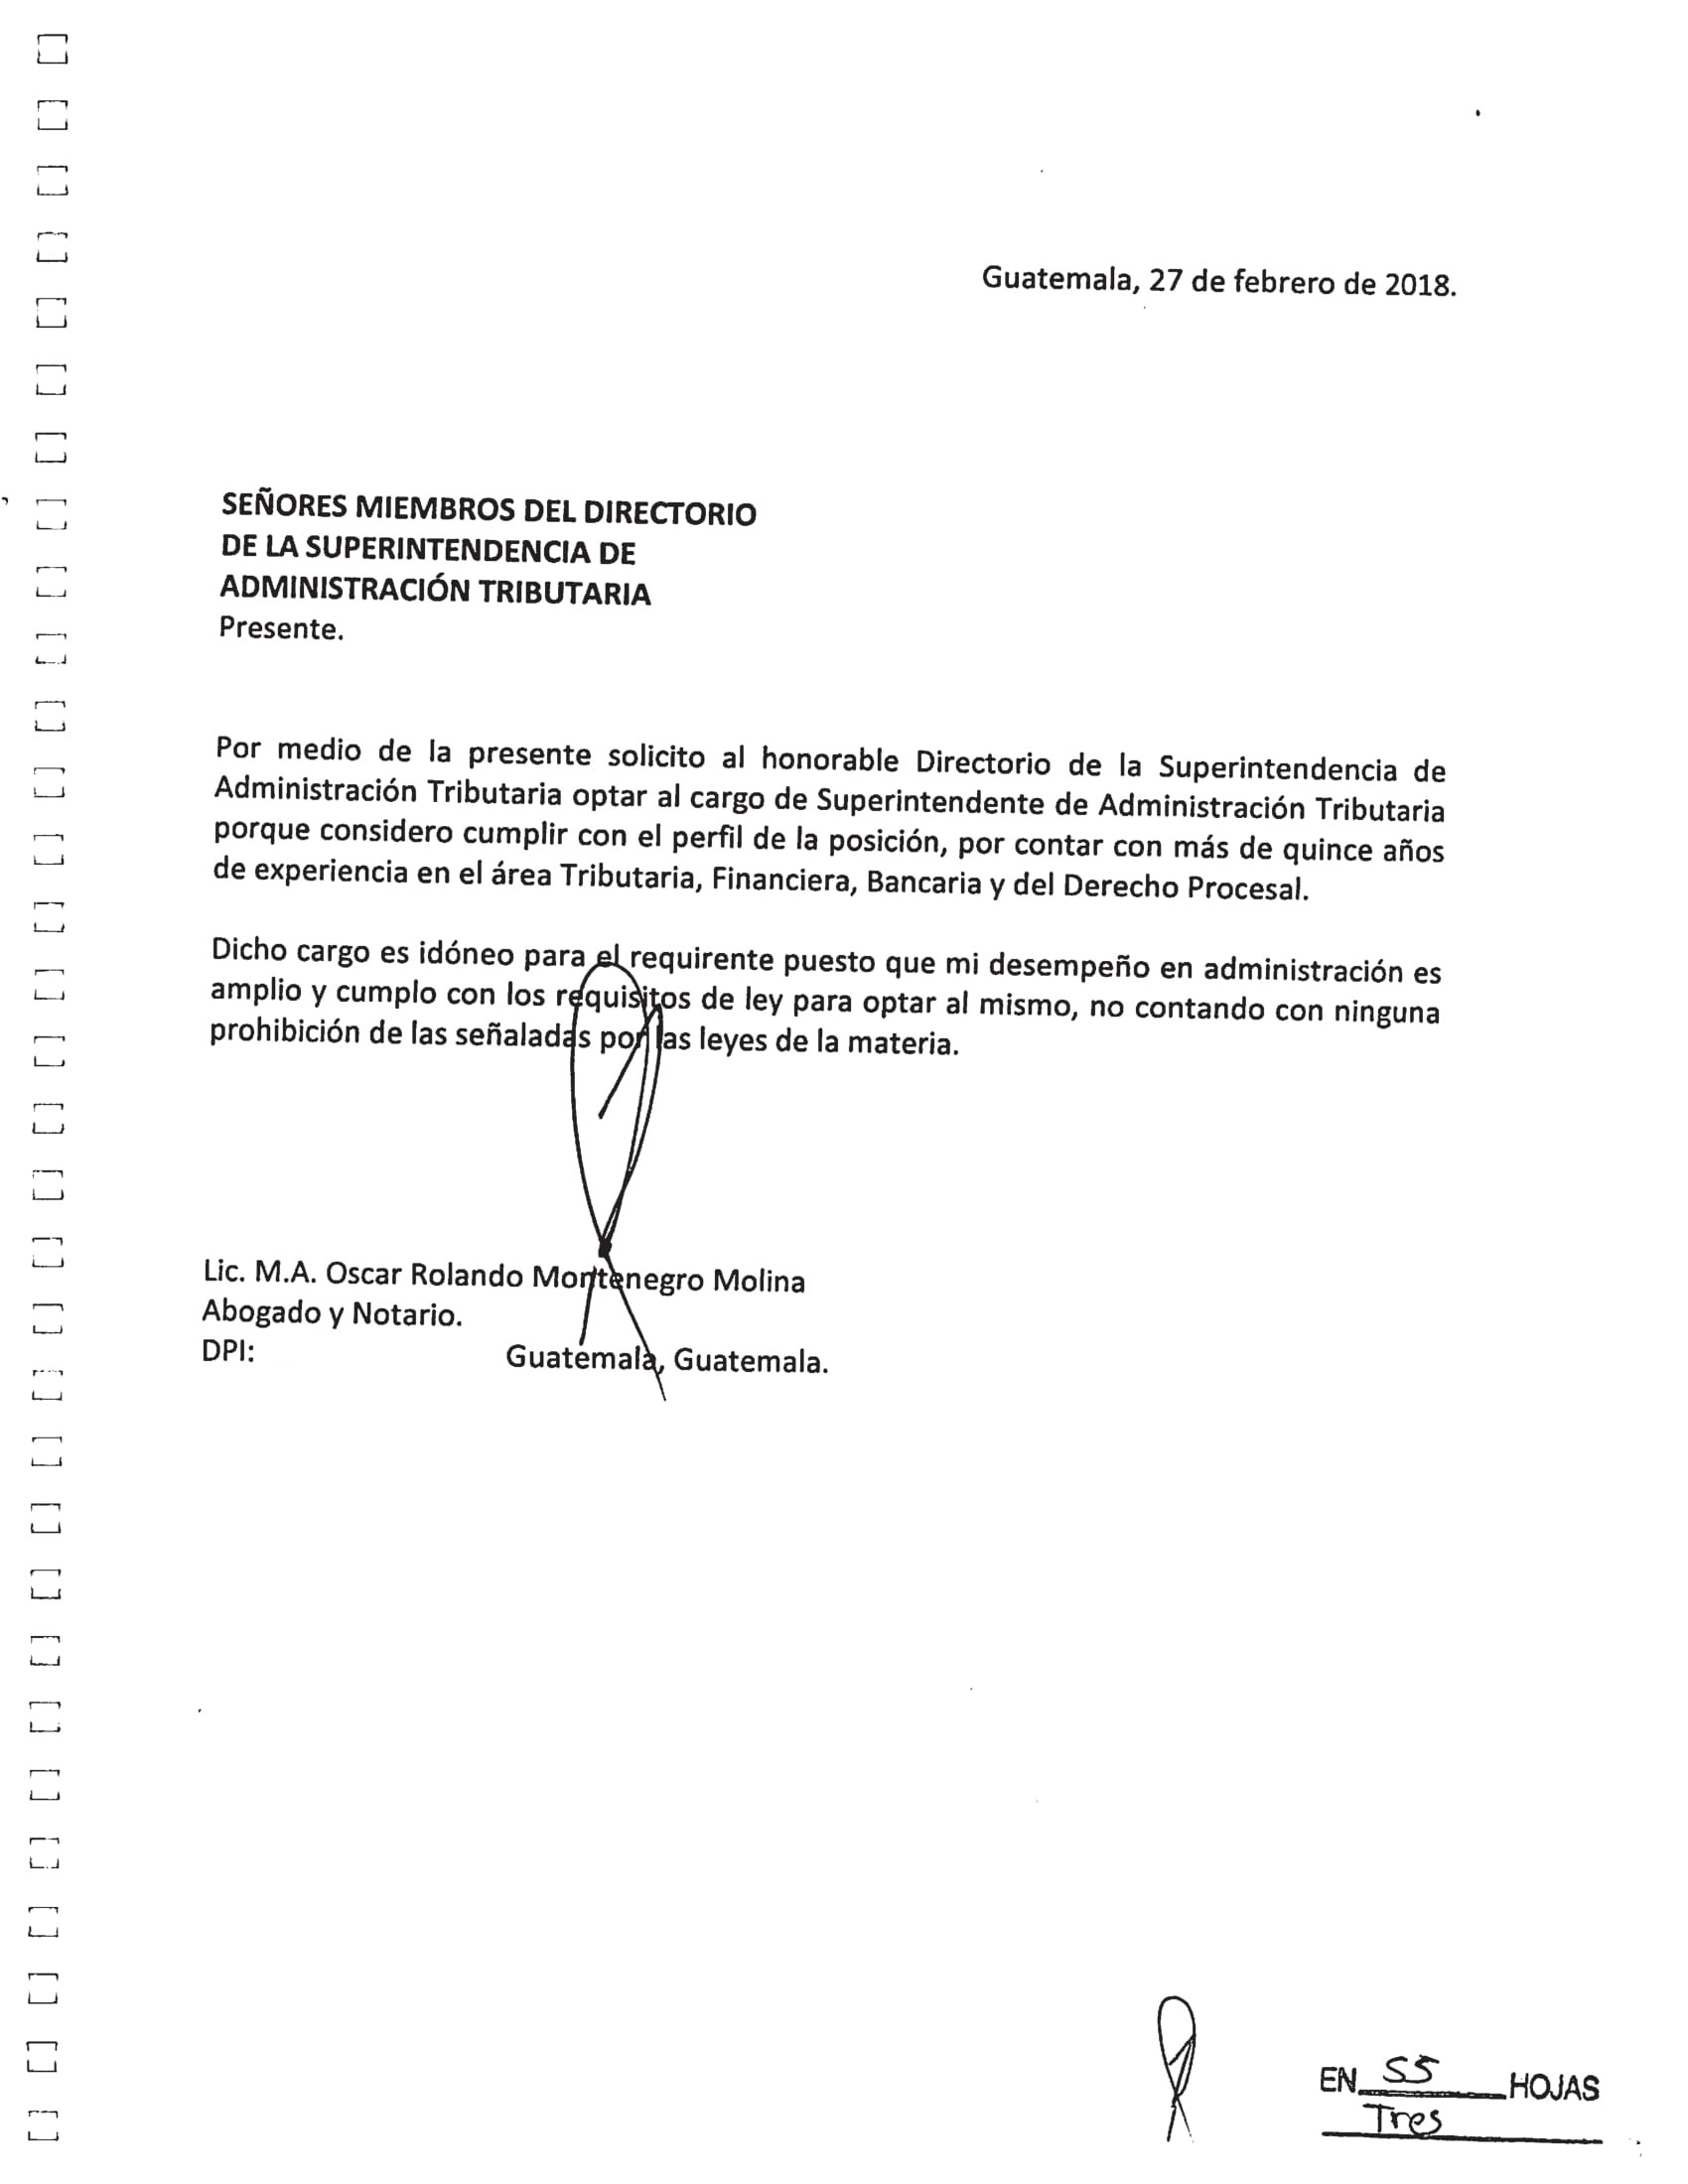 Guatemala, 27 de febrero de 2018.
SEÑORES MIEMBROS DEL DIRECTORIO
DE LA SUPERINTENDENCIA DE
ADMINISTRACIÓN TRIBUTARIA
Presente.
Por medio de la presente solicito al honorable Directorio de la Superintendencia de
Administración Tributaria optar al cargo de Superintendente de Administración Tributaria
porque considero cumplir con el perfil de la posición, por contar con más de quince años
de experiencia en el área Tributaria, Financiera, Bancaria y del Derecho Procesal.
Dicho cargo es idóneo para el requirente puesto que mi desempeño en administración es
amplio y cumplo con los requisitos de ley para optar al mismo, no contando con ninguna
prohibición de las señaladas por las leyes de la materia.
Lic. M.A. Oscar Rolando Montenegro Molina
Abogado y Notario.
DPI: Guatemala, Guatemala.
EN 55 HOJAS
Tres